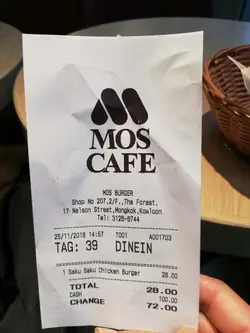 MOS
CAFE
MOS BURGER
Shop No 207,2/F.,The Forest,
17 Nelson Street,Mongkok,Kowloon
Tel: 3128-8744
25/11/2018 14:57 T001 A001703
TAG: 39 DINEIN
1 Saku Saku Chicken Burger 28.00
TOTAL 28.00
CASH 100.00
CHANGE 72.00